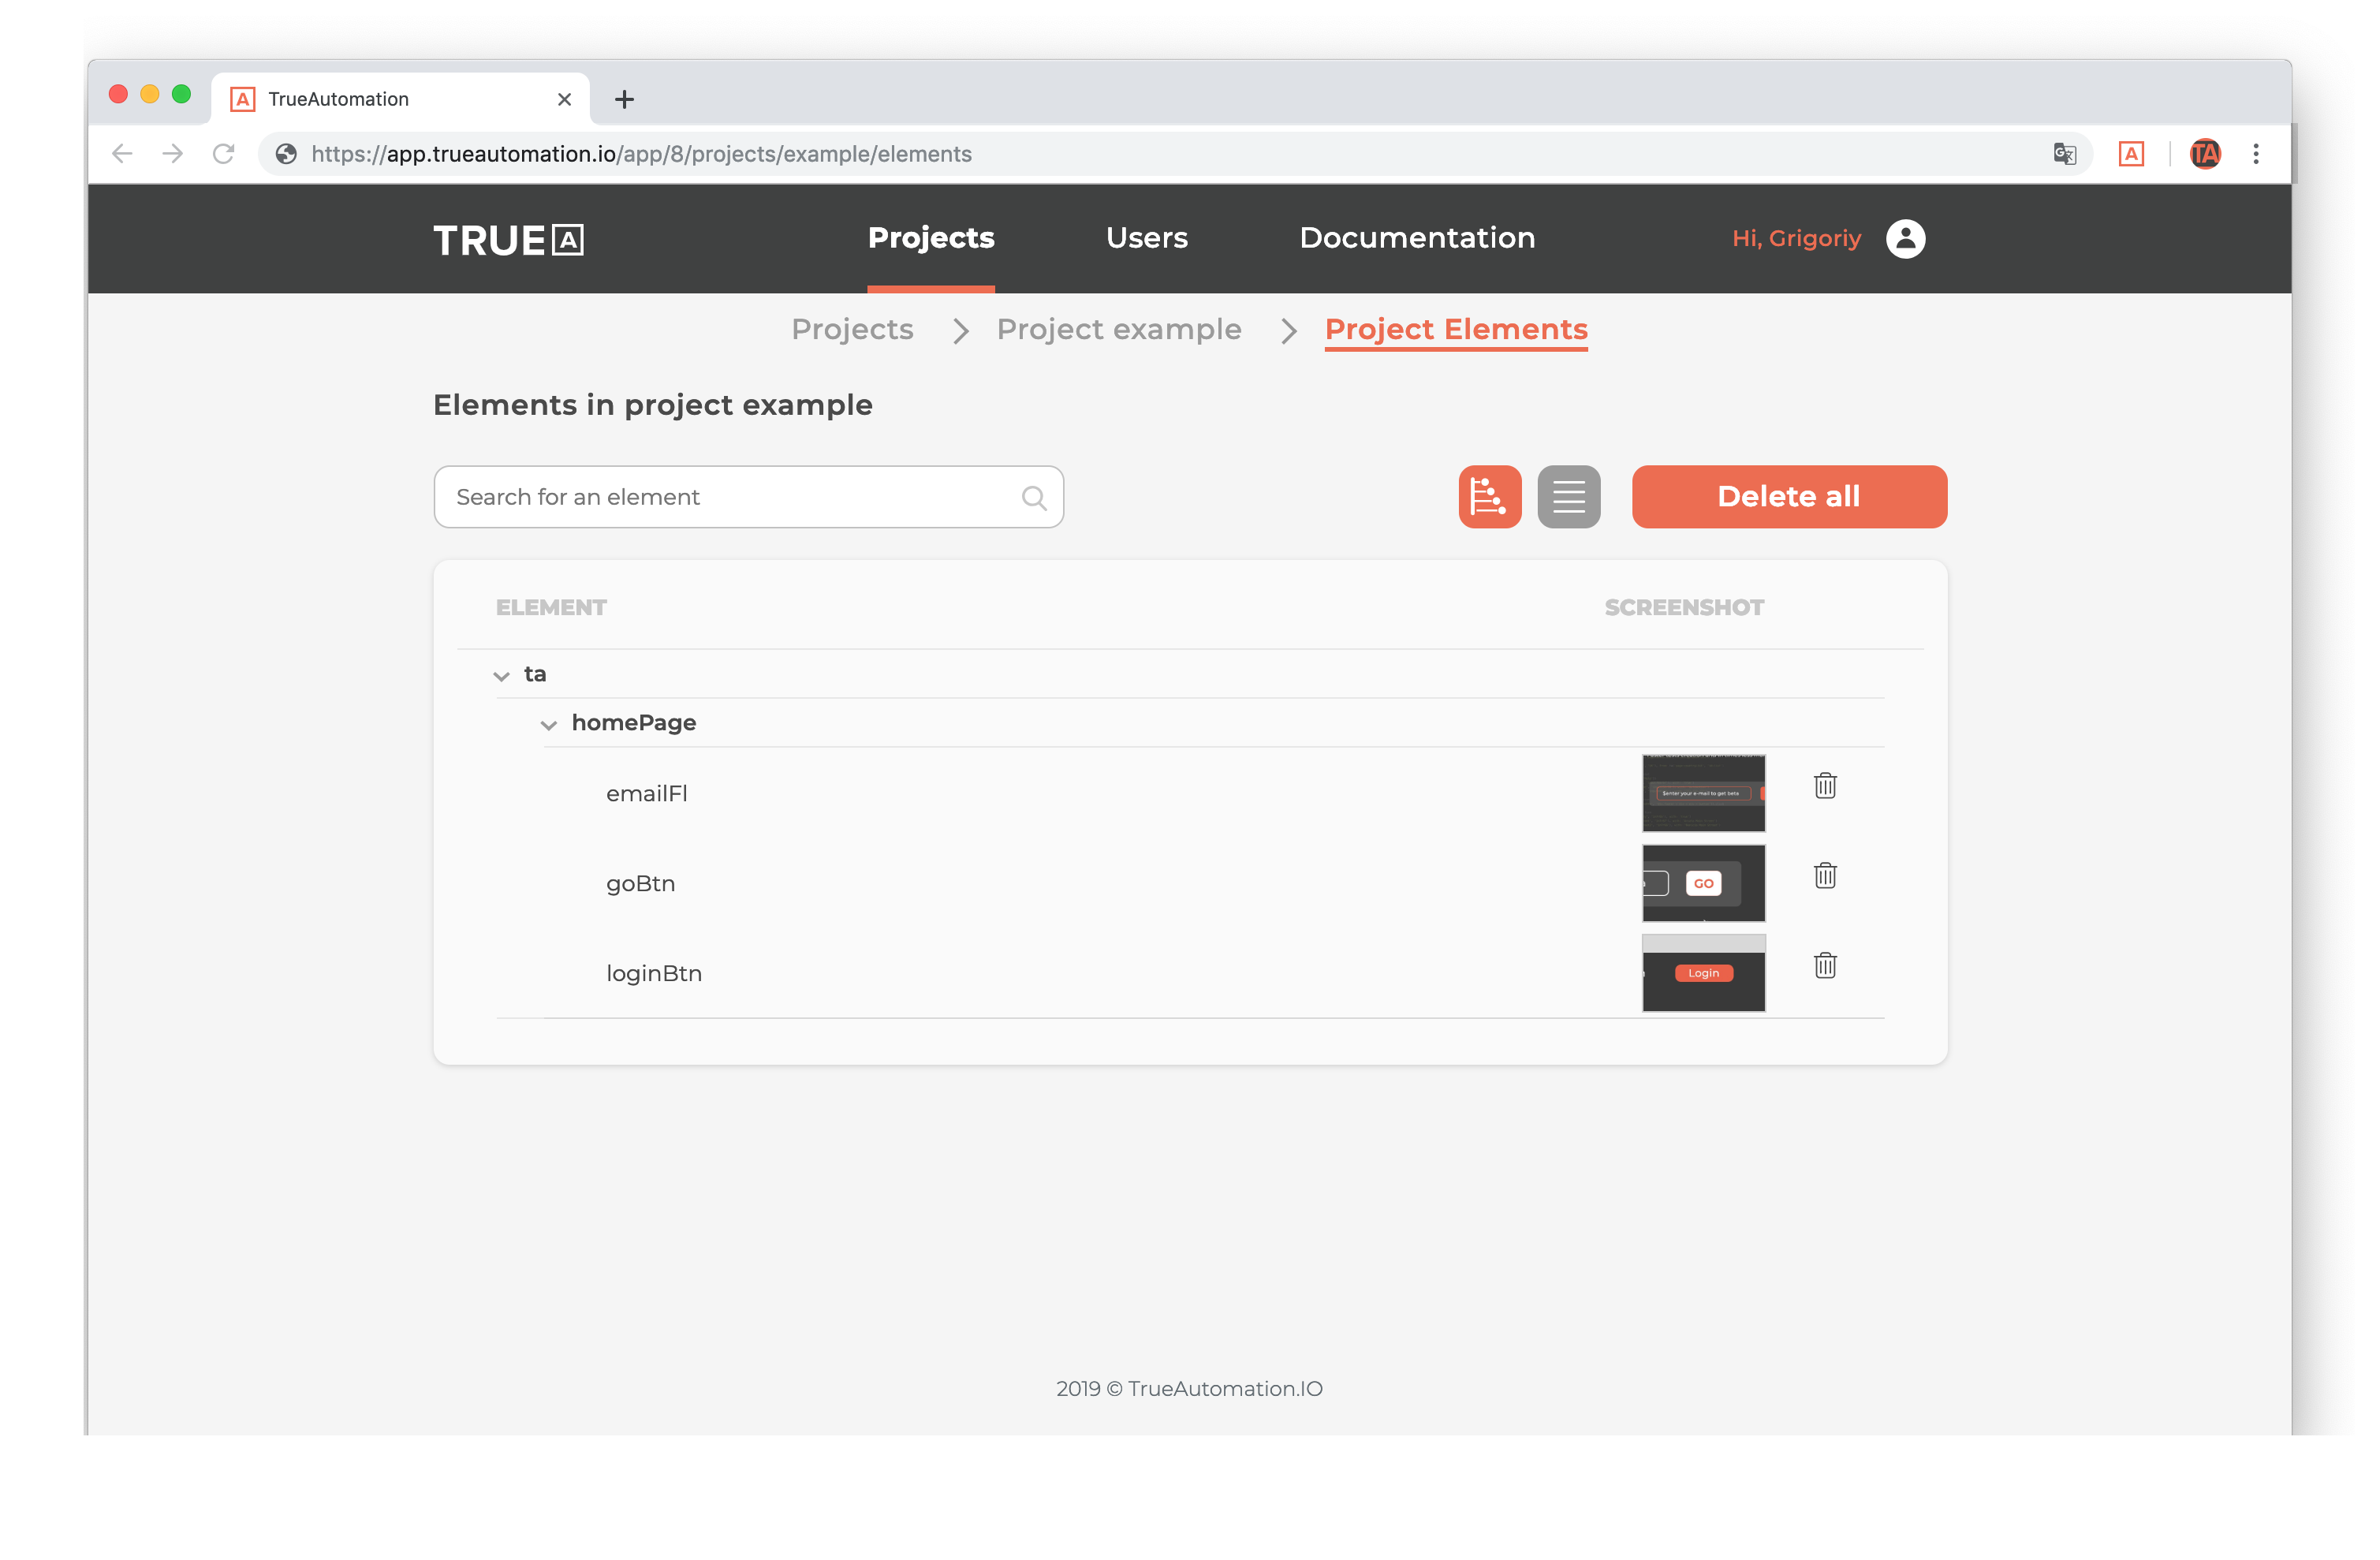 TrueAutomation
https://app.trueautomation.io/app/8/projects/example/elements
TRUE A
Projects
Users
Documentation
Hi, Grigoriy
Projects > Project example > Project Elements
Elements in project example
Search for an element
Delete all
ELEMENT
SCREENSHOT
ta
homePage
emailFl
enter your e-mail to get beta
goBtn
GO
loginBtn
Login
2019 © TrueAutomation.IO